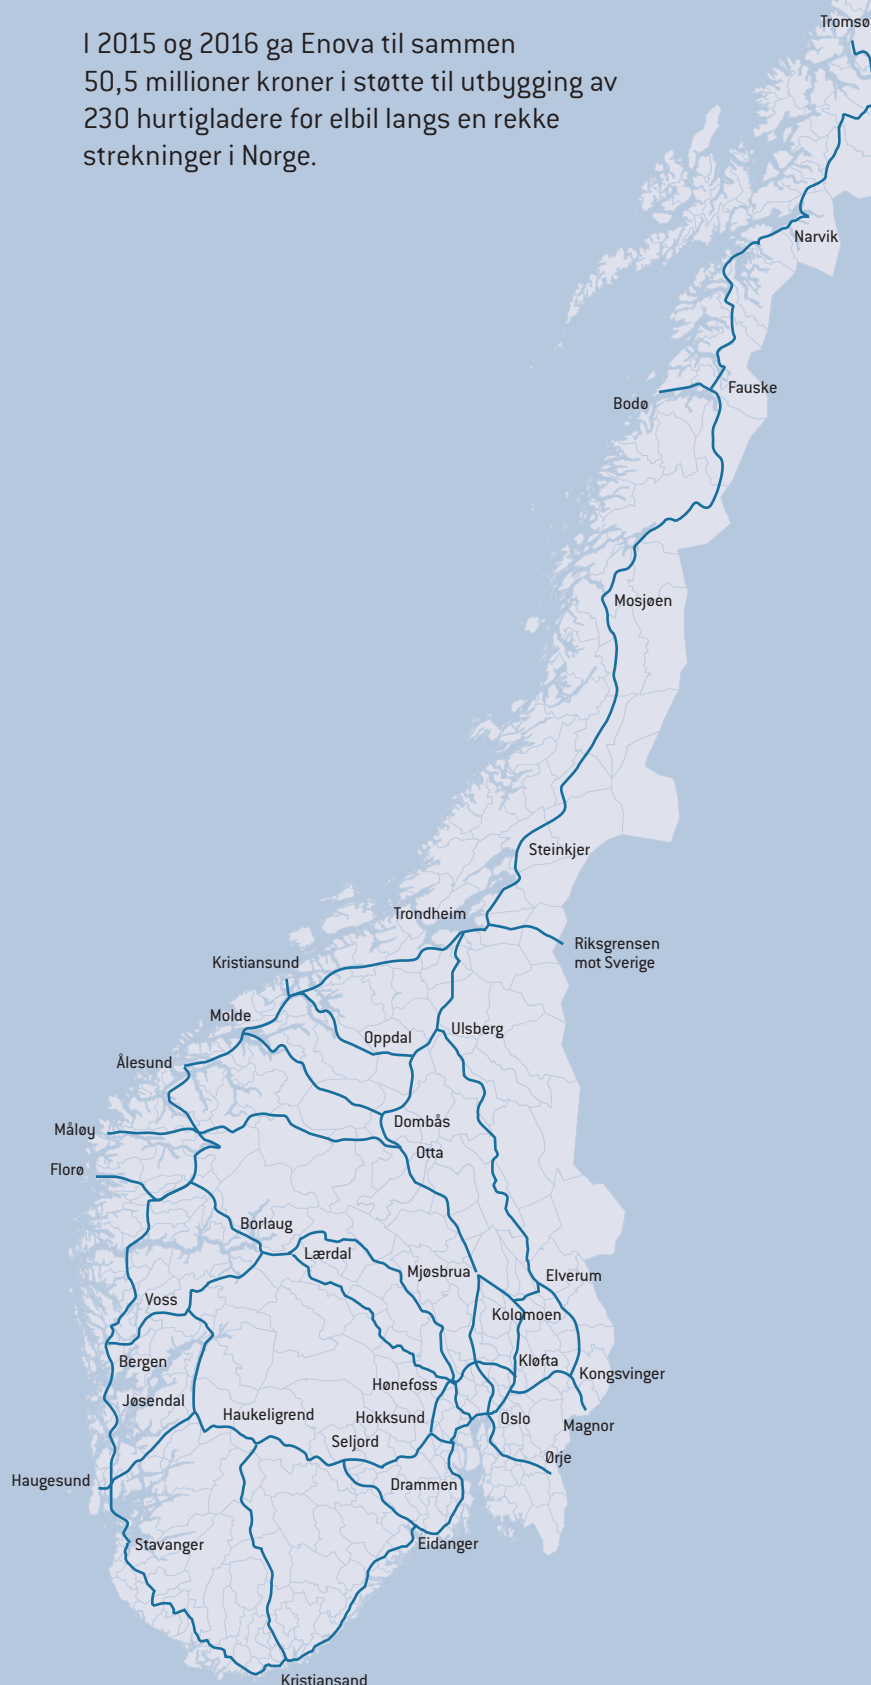 I 2015 og 2016 ga Enova til sammen
50,5 millioner kroner i støtte til utbygging av
230 hurtigladere for elbil langs en rekke
strekninger i Norge.
Tromsø
Narvik
Fauske
Bodø
Mosjøen
Steinkjer
Trondheim
Riksgrensen
mot Sverige
Kristiansund
Molde
Ulsberg
Oppdal
Ålesund
Dombås
Måløy
Otta
Florø
Borlaug
Lærdal
Mjøsbrua
Elverum
Voss
Kolomoen
Bergen
Kløfta
Kongsvinger
Hønefoss
Jøsendal
Haukeligrend
Hokksund
Oslo
Magnor
Seljord
Ørje
Haugesund
Drammen
Stavanger
Eidanger
Kristiansand